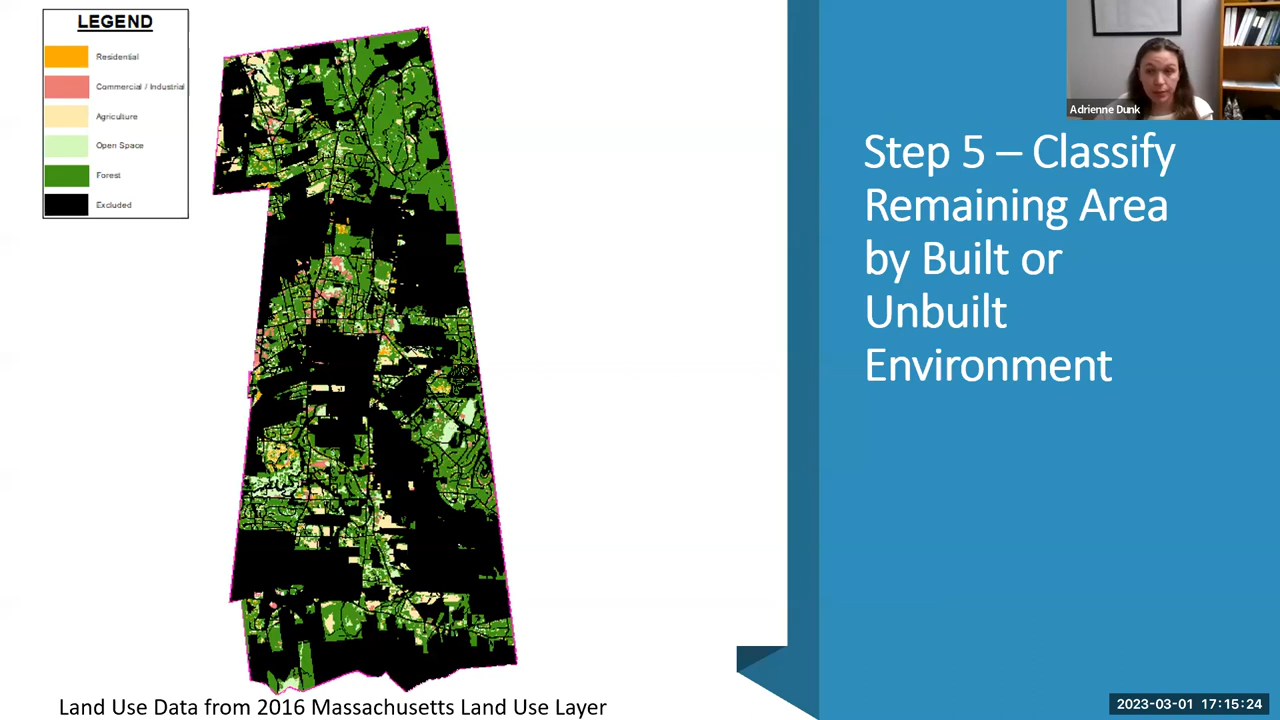 LEGEND
Residential
Commercial / Industrial
Agriculture
Open Space
Forest
Excluded
Adrienne Dunk
Step 5 – Classify
Remaining Area
by Built or
Unbuilt
Environment
Land Use Data from 2016 Massachusetts Land Use Layer
2023-03-01 17:15:24